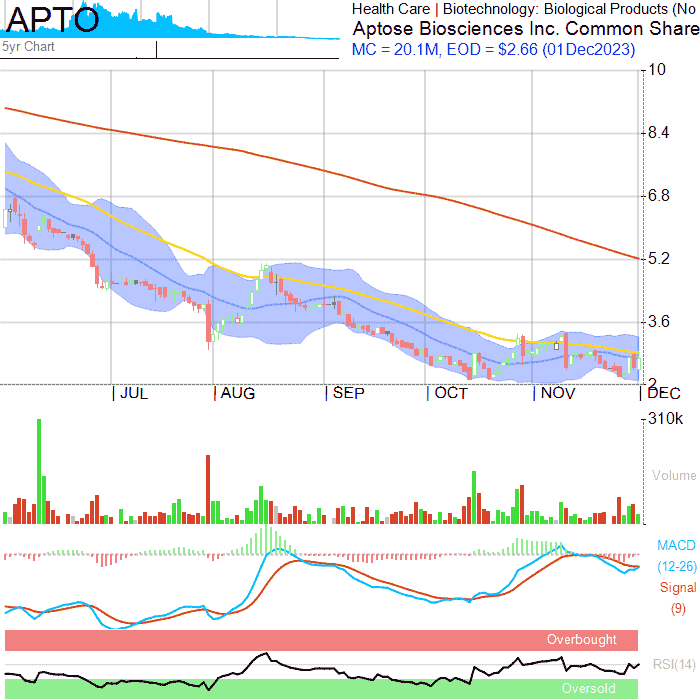 APTO
5yr Chart
Health Care | Biotechnology: Biological Products (No
Aptose Biosciences Inc. Common Share
MC = 20.1M, EOD = $2.66 (01Dec2023)
10
8.4
6.8
5.2
3.6
2
JUL AUG SEP OCT NOV DEC
310k
Volume
MACD
(12-26)
Signal
(9)
Overbought
RSI(14)
Oversold